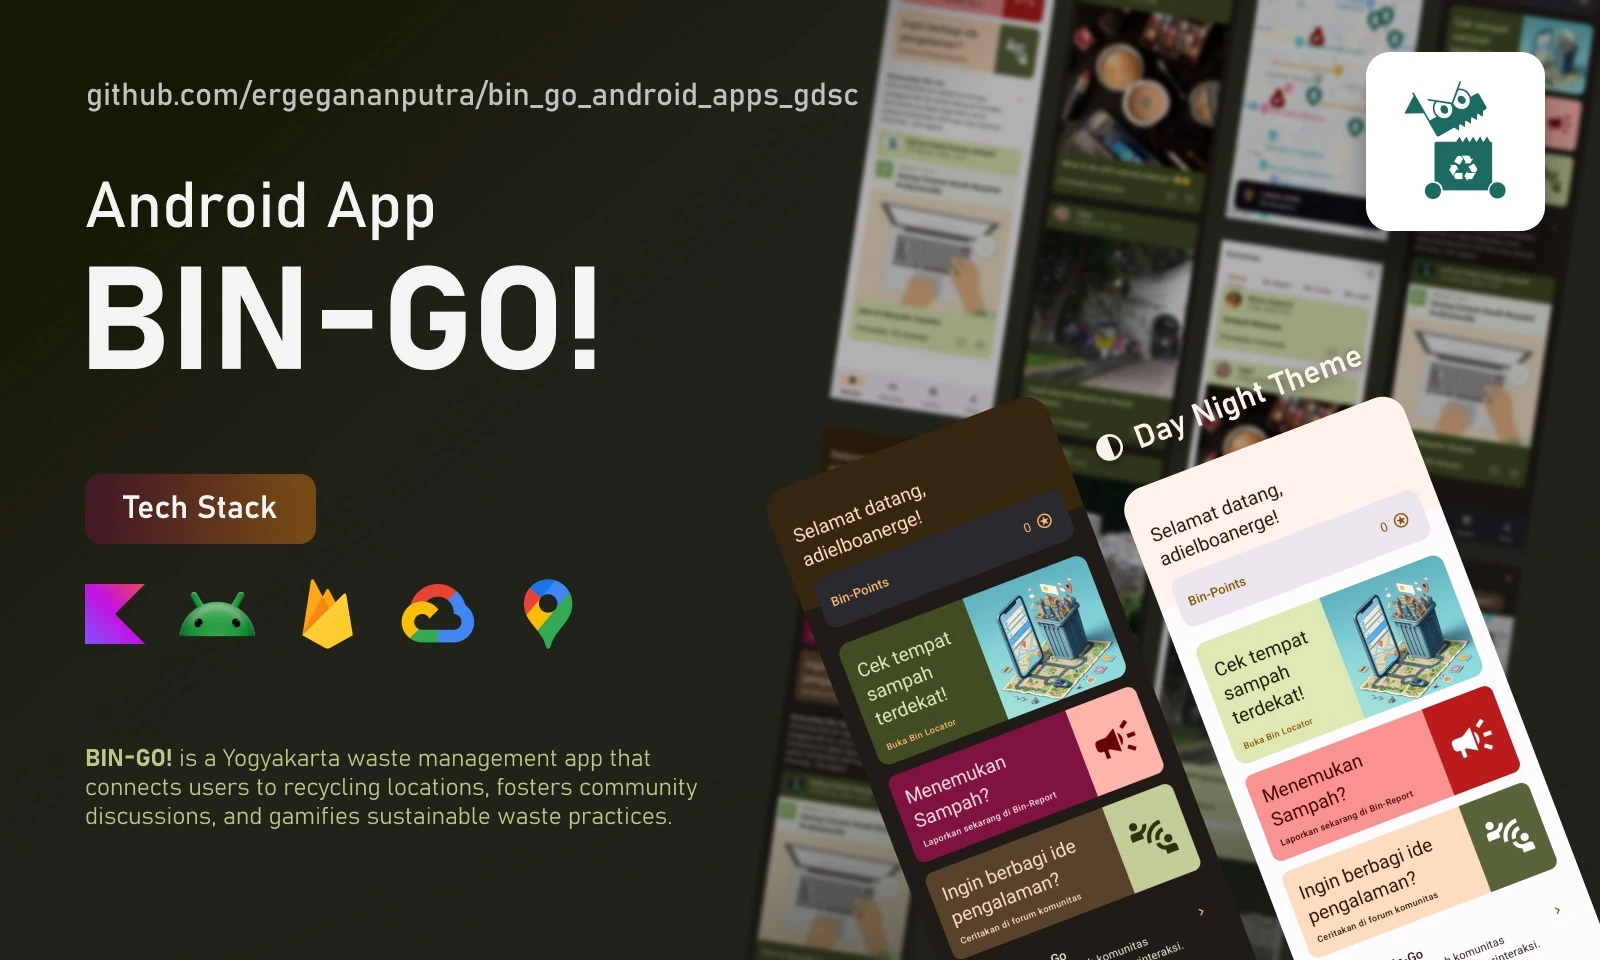 github.com/ergegananputra/bin_go_android_apps_gdsc
Android App
BIN-GO!
Tech Stack
BIN-GO! is a Yogyakarta waste management app that
connects users to recycling locations, fosters community
discussions, and gamifies sustainable waste practices.
Day Night Theme
Selamat datang,
adielboanerge!
0
Bin-Points
Cek tempat
sampah
terdekat!
Buka Bin Locator
Menemukan
Sampah?
Laporkan sekarang di Bin-Report
Ingin berbagi ide
pengalaman?
Ceritakan di forum komunitas
Selamat datang,
adielboanerge!
0
Bin-Points
Cek tempat
sampah
terdekat!
Buka Bin Locator
Menemukan
Sampah?
Laporkan sekarang di Bin-Report
Ingin berbagi ide
pengalaman?
Ceritakan di forum komunitas